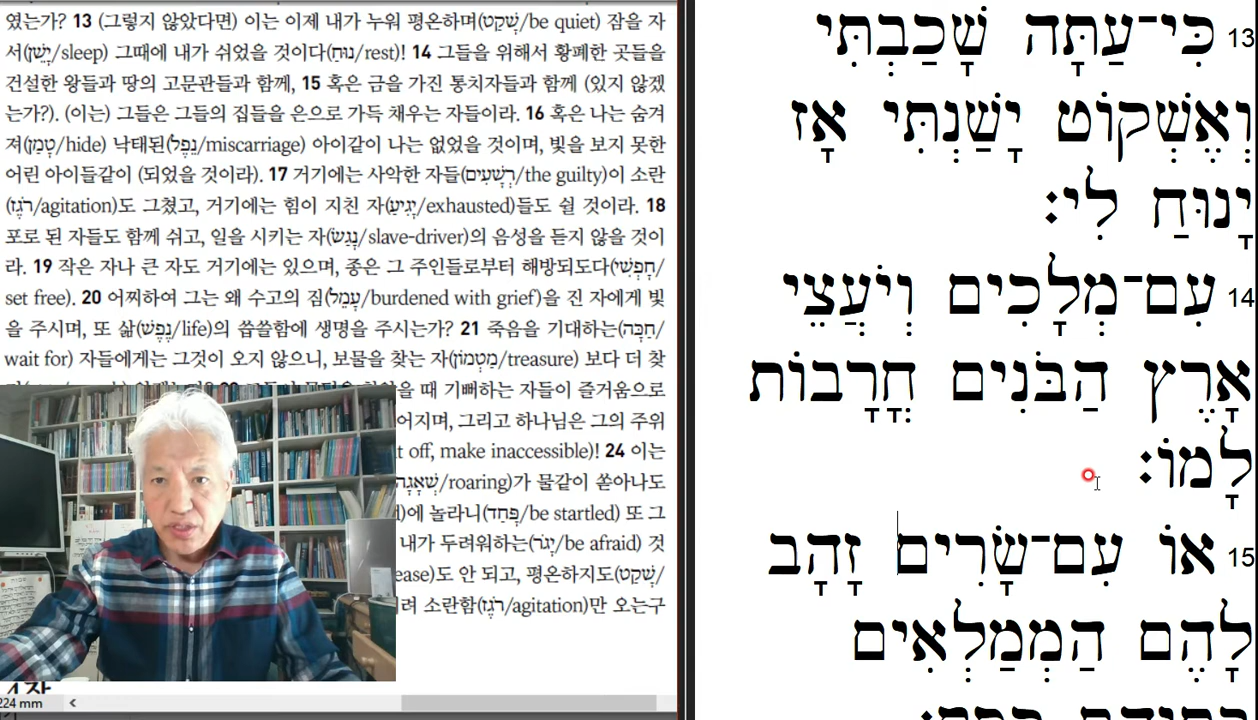 였는가? 13 (그렇지 않았다면) 이는 이제 내가 누워 평온하며(שָׁקַט/be quiet) 잠을 자
서(יָשֵׁן/sleep) 그때에 내가 쉬었을 것이다(נוּחַ/rest)! 14 그들을 위해서 황폐한 곳들을
건설한 왕들과 땅의 고문관들과 함께, 15 혹은 금을 가진 통치자들과 함께 (있지 않겠
는가?). (이는) 그들은 그들의 집들을 은으로 가득 채우는 자들이라. 16 혹은 나는 숨겨
져(טָמַן/hide) 낙태된(נֵפֶל/miscarriage) 아이같이 나는 없었을 것이며, 빛을 보지 못한
어린 아이들같이 (되었을 것이라). 17 거기에는 사악한 자들(רְשָׁעִים/the guilty)이 소란
(רֹגֶז/agitation)도 그쳤고, 거기에는 힘이 지친 자(יָגִיעַ/exhausted)들도 쉴 것이라. 18
포로 된 자들도 함께 쉬고, 일을 시키는 자(נָגַשׂ/slave-driver)의 음성을 듣지 않을 것이
라. 19 작은 자나 큰 자도 거기에는 있으며, 종은 그 주인들로부터 해방되도다(חָפְשִׁי/
set free). 20 어찌하여 그는 왜 수고의 짐(עָמֵל/burdened with grief)을 진 자에게 빛
을 주시며, 또 삶(נֶפֶשׁ/life)의 씁쓸함에 생명을 주시는가? 21 죽음을 기대하는(חָכָה/
wait for) 자들에게는 그것이 오지 않으니, 보물을 찾는 자(מַטְמוֹן/treasure) 보다 더 찾
을 때 기뻐하는 자들이 즐거움으로
어지며, 그리고 하나님은 그의 주위
t off, make inaccessible)! 24 이는
שְׁאָגָה/roaring)가 물같이 쏟아나도
)에 놀라니(פַּחַד/be startled) 또 그
내가 두려워하는(יָגֹר/be afraid) 것
ease)도 안 되고, 평온하지도(שָׁקַט/
려 소란함(רֹגֶז/agitation)만 오는구
224 mm
13 כִּי־עַתָּה שָׁכַבְתִּי
וְאֶשְׁקוֹט יָשַׁנְתִּי אָז
יָנוּחַ לִי׃
14 עִם־מְלָכִים וְיֹעֲצֵי
אָרֶץ הַבֹּנִים חֳרָבוֹת
לָמוֹ׃
15 אוֹ עִם־שָׂרִים זָהָב
לָהֶם הַמְמַלְאִים